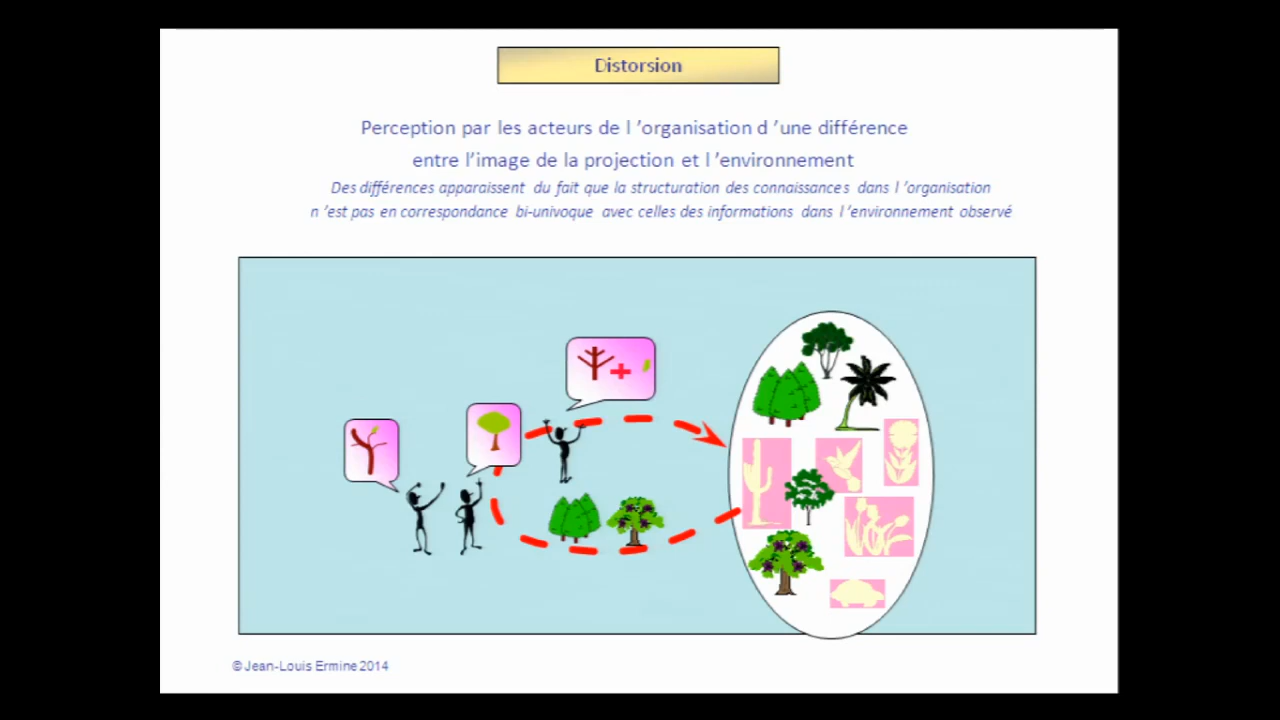 Distorsion
Perception par les acteurs de l ’organisation d ’une différence
entre l’image de la projection et l ’environnement
Des différences apparaissent du fait que la structuration des connaissances dans l ’organisation
n ’est pas en correspondance bi-univoque avec celles des informations dans l ’environnement observé
© Jean-Louis Ermine 2014